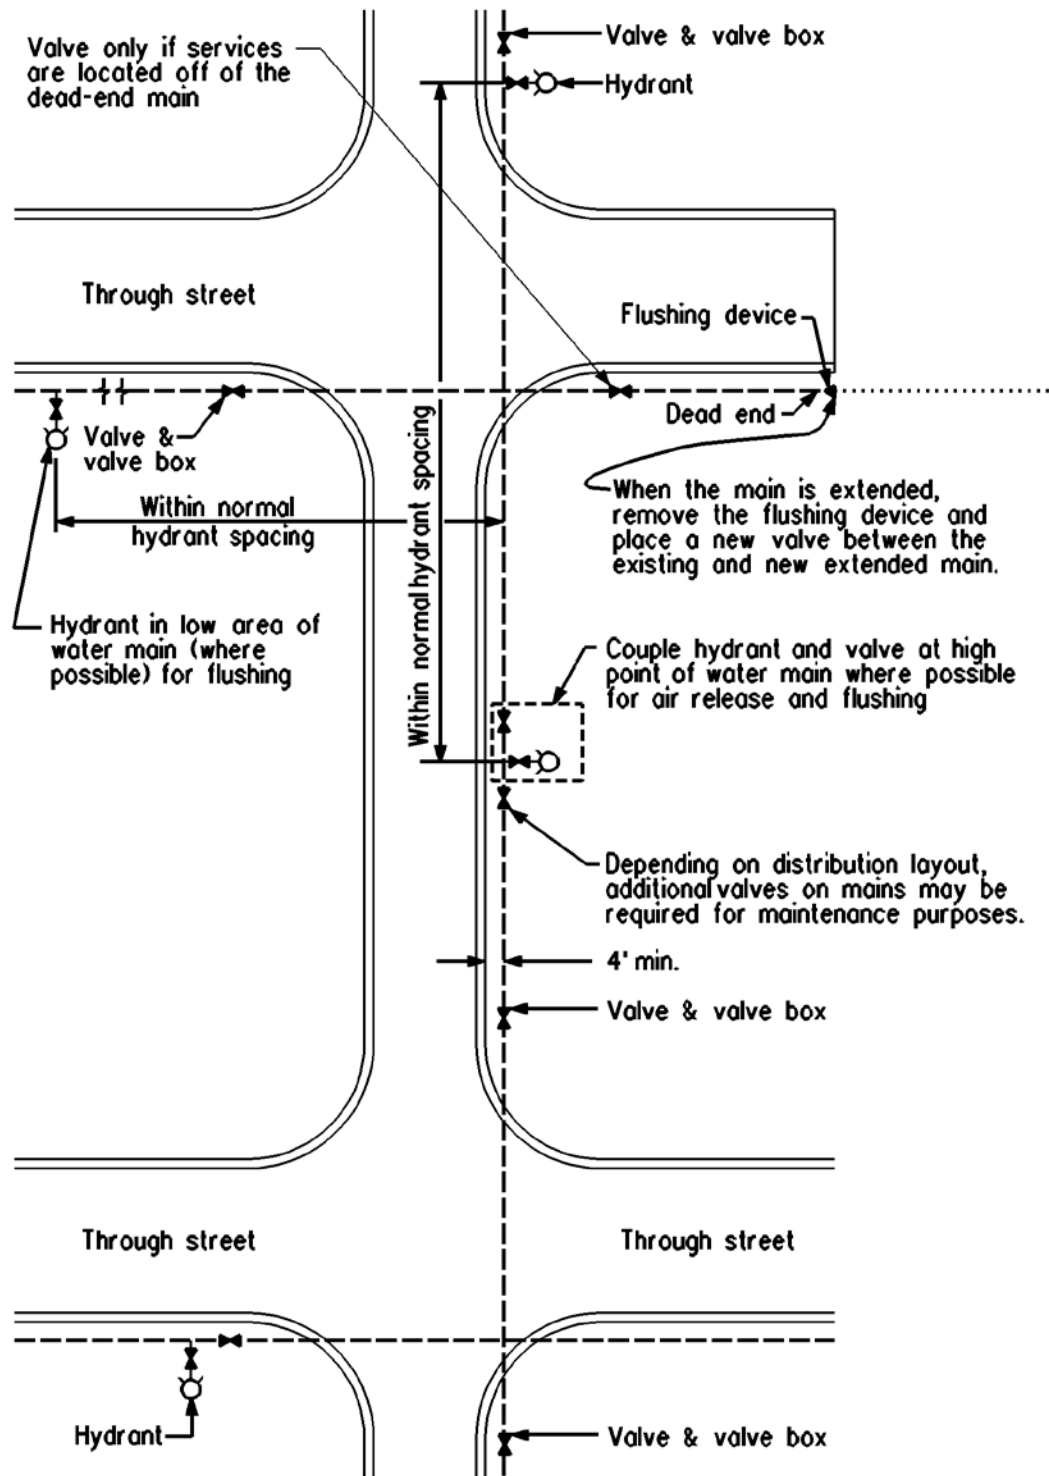 Valve & valve box
Valve only if services
are located off of the
dead-end main
Hydrant
Through street
Flushing device
Dead end
Valve &
valve box
Within normal
hydrant spacing
Within normal hydrant spacing
When the main is extended,
remove the flushing device and
place a new valve between the
existing and new extended main.
Hydrant in low area of
water main (where
possible) for flushing
Couple hydrant and valve at high
point of water main where possible
for air release and flushing
Depending on distribution layout,
additional valves on mains may be
required for maintenance purposes.
4' min.
Valve & valve box
Through street
Through street
Hydrant
Valve & valve box